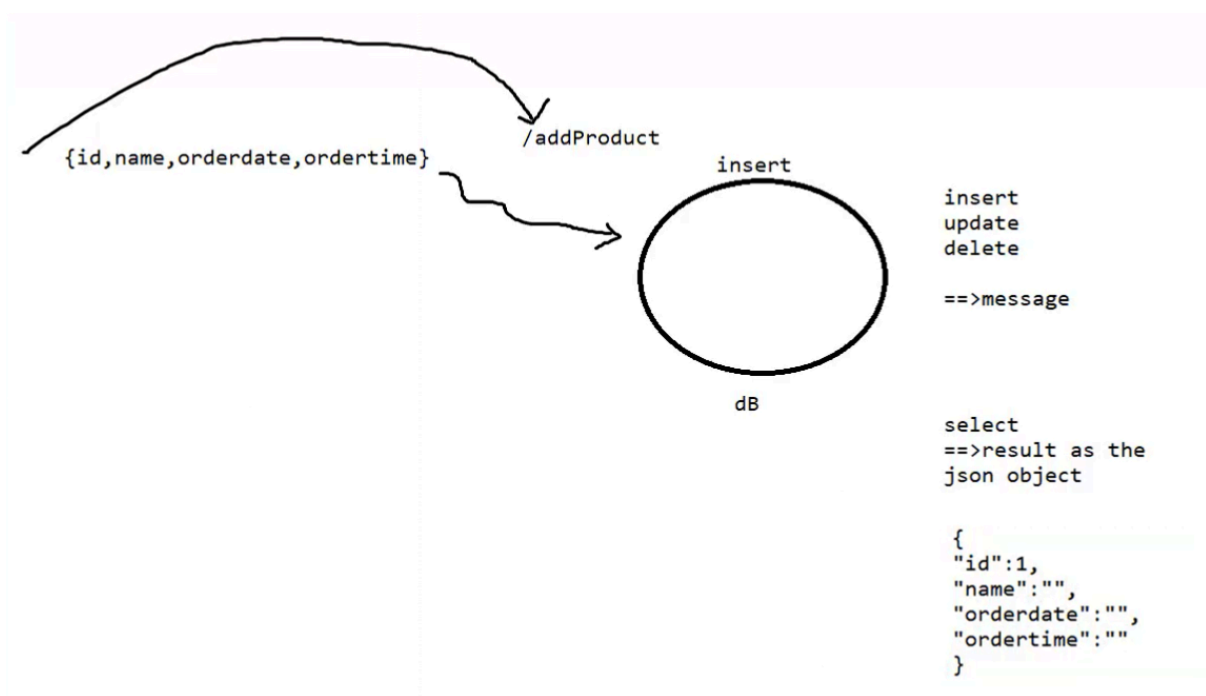 /addProduct
{id,name,orderdate,ordertime}
insert
insert
update
delete
==>message
dB
select
==>result as the
json object
{
"id":1,
"name":"",
"orderdate":"",
"ordertime":""
}